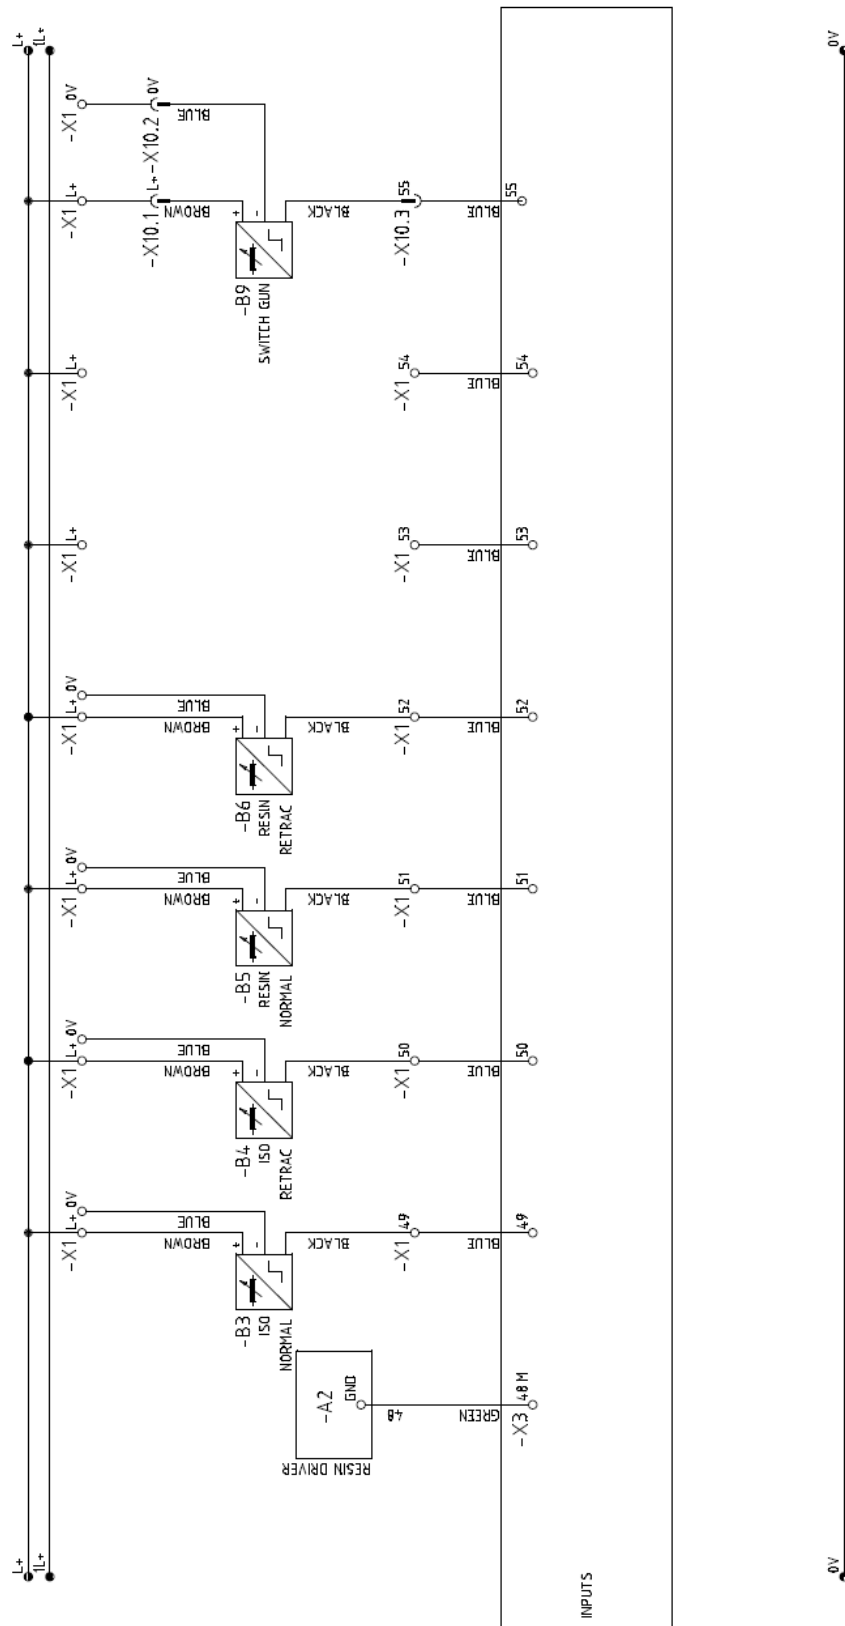 L+
1L+
0V
-X1 0V
-X10.2 0V
BLUE
-X1 L+
-X10.1 L+
BROWN
+
-
-B9
SWITCH GUN
BLACK
-X10.3 55
BLUE
55
-X1 L+
-X1 54
BLUE
54
-X1 L+
-X1 53
BLUE
53
-X1 L+ 0V
BLUE
BROWN
+
-
-B6
RESIN
RETRAC
BLACK
-X1 52
BLUE
52
-X1 L+ 0V
BLUE
BROWN
+
-
-B5
RESIN
NORMAL
BLACK
-X1 51
BLUE
51
-X1 L+ 0V
BLUE
BROWN
+
-
-B4
ISO
RETRAC
BLACK
-X1 50
BLUE
50
-X1 L+ 0V
BLUE
BROWN
+
-
-B3
ISO
NORMAL
BLACK
-X1 49
BLUE
49
-A2
GND
RESIN DRIVER
48
GREEN
-X3 48M
L+
1L+
INPUTS
0V